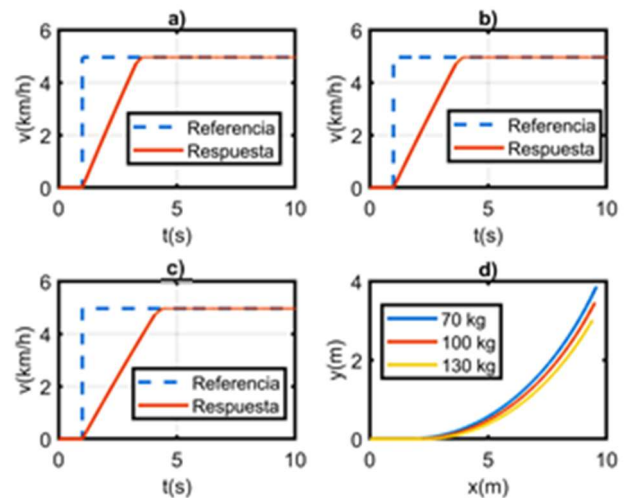 a)
v(km/h)
6
4
2
0
Referencia
Respuesta
0 5 10
t(s)
b)
v(km/h)
6
4
2
0
Referencia
Respuesta
0 5 10
t(s)
c)
v(km/h)
6
4
2
0
Referencia
Respuesta
0 5 10
t(s)
d)
y(m)
4
2
0
70 kg
100 kg
130 kg
0 5 10
x(m)